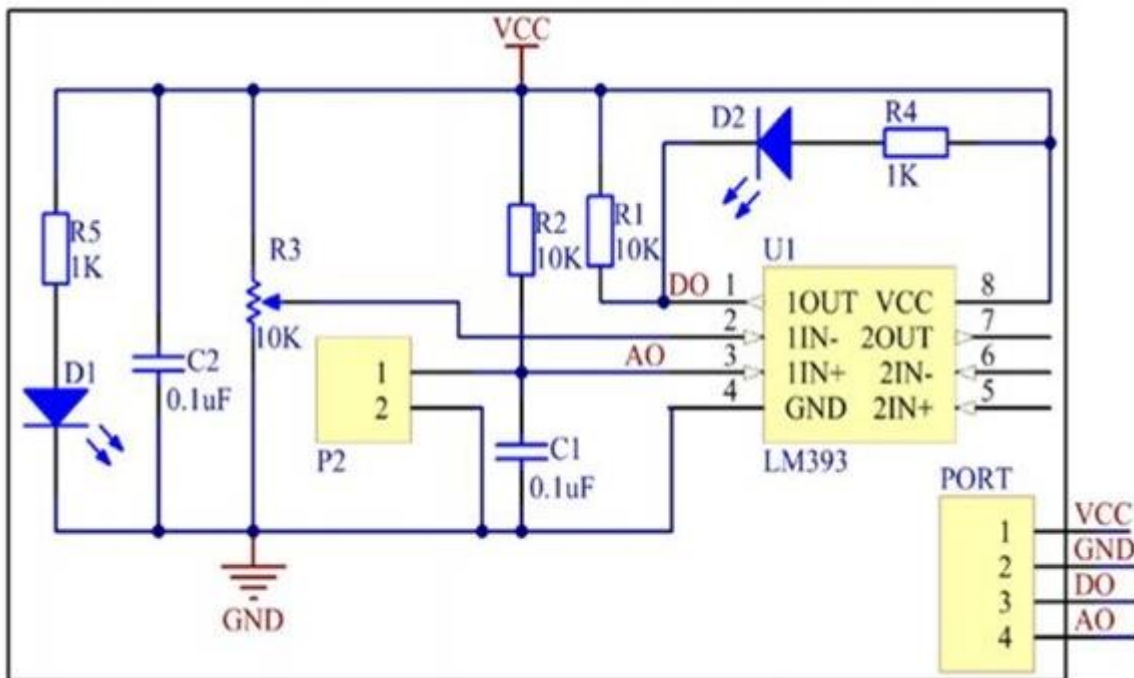 VCC
D2
R4
1K
R5
1K
R3
10K
R2
10K
R1
10K
U1
DO
1
1OUT
VCC
8
2
1IN-
2OUT
7
AO
3
1IN+
2IN-
6
4
GND
2IN+
5
LM393
D1
C2
0.1uF
1
2
P2
C1
0.1uF
GND
PORT
1
VCC
2
GND
3
DO
4
AO